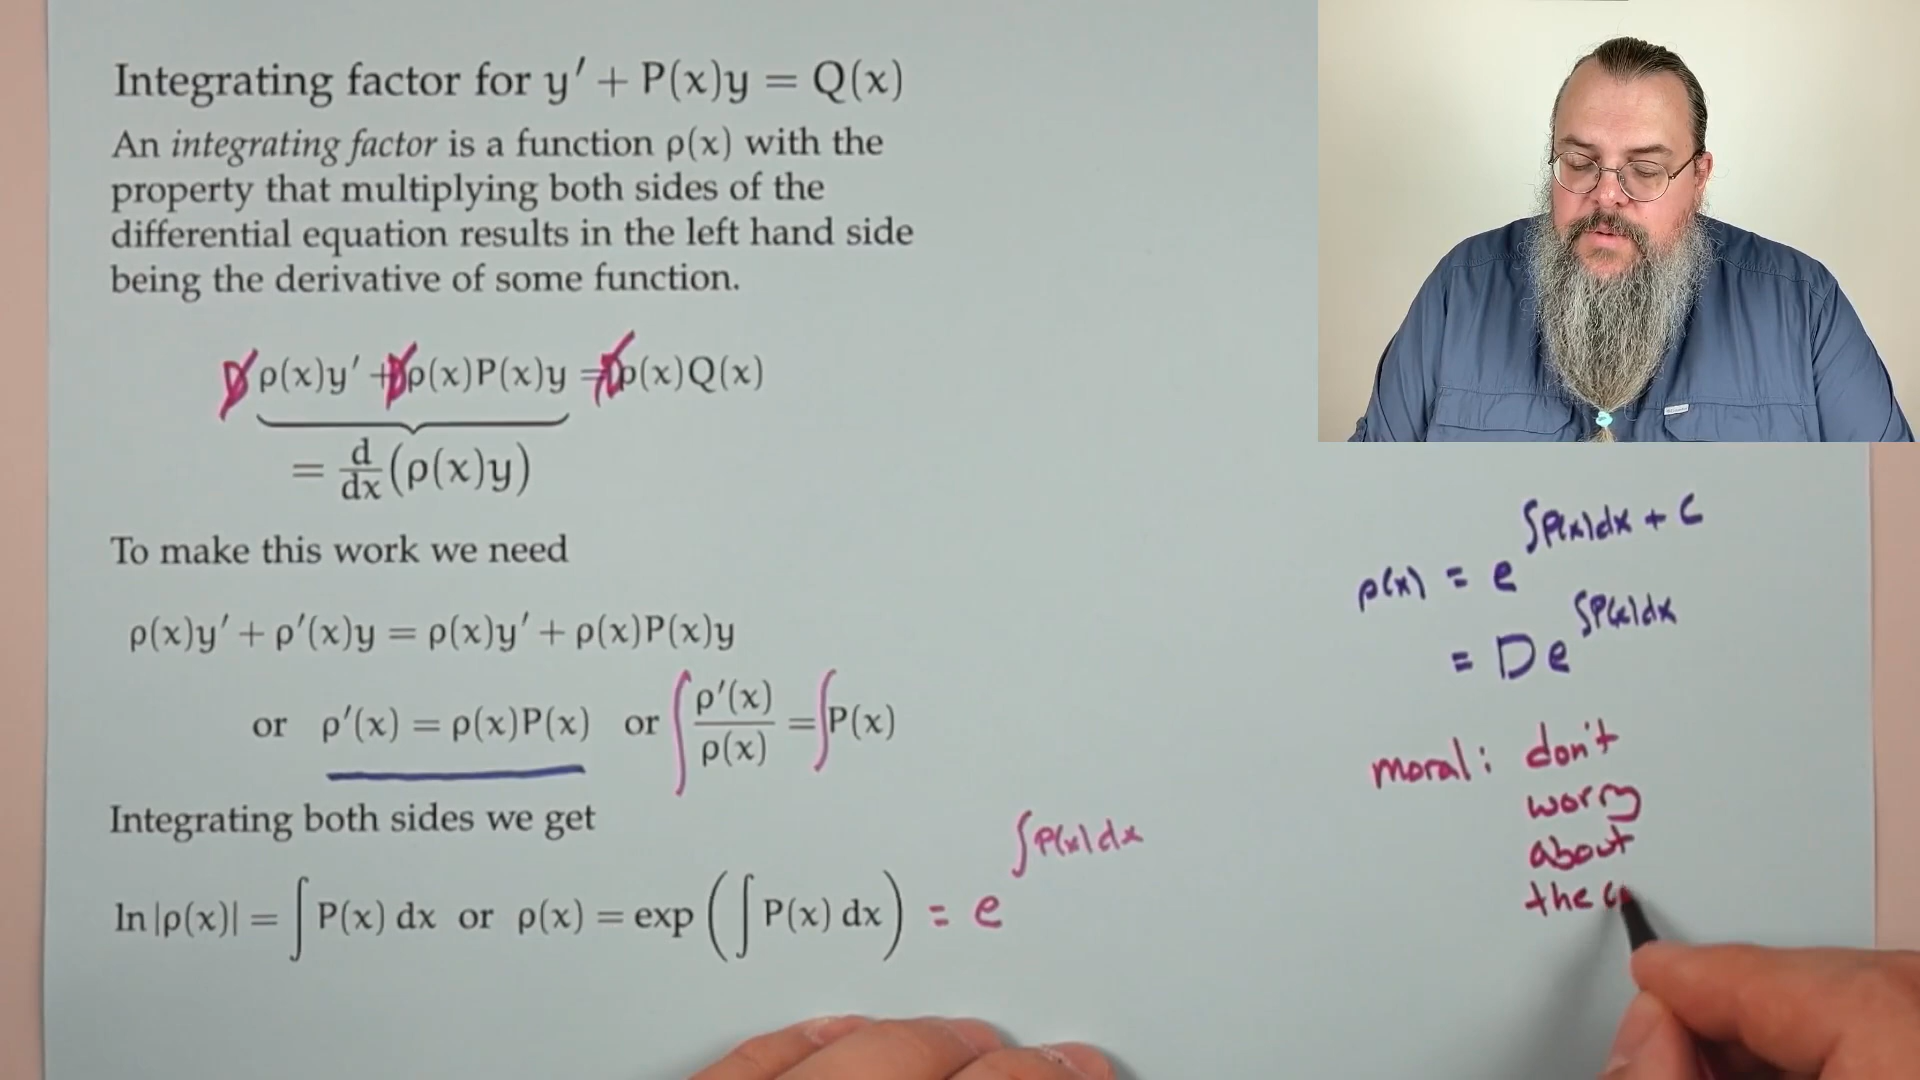 Integrating factor for y′ + P(x)y = Q(x)
An integrating factor is a function ρ(x) with the
property that multiplying both sides of the
differential equation results in the left hand side
being the derivative of some function.
D ρ(x)y′ + D ρ(x)P(x)y = D ρ(x)Q(x)
= d/dx (ρ(x)y)
To make this work we need
ρ(x)y′ + ρ′(x)y = ρ(x)y′ + ρ(x)P(x)y
or ρ′(x) = ρ(x)P(x) or ∫ ρ′(x)/ρ(x) = ∫ P(x)
Integrating both sides we get
ln|ρ(x)| = ∫ P(x) dx or ρ(x) = exp(∫ P(x) dx) = e^∫P(x)dx
ρ(x) = e^∫P(x)dx + C
= D e^∫P(x)dx
moral: don't
worry
about
the